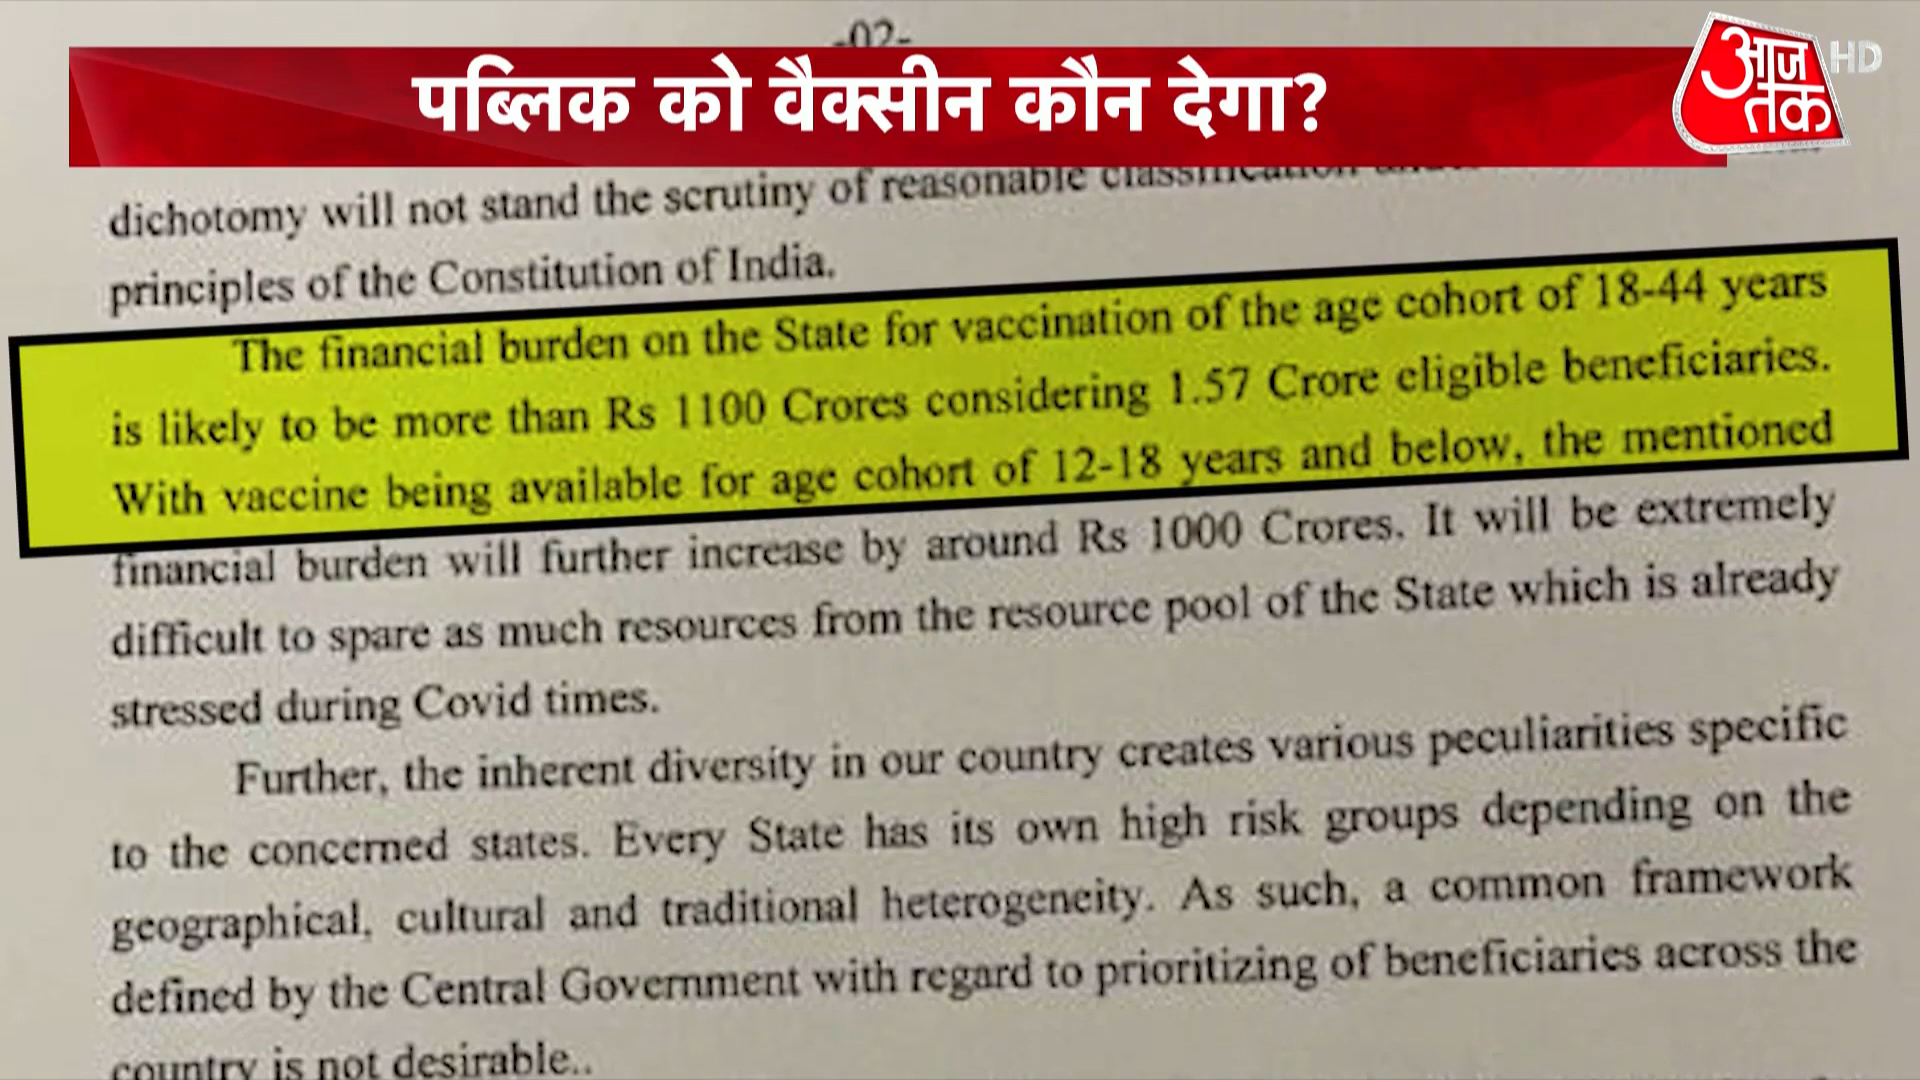 -02-
पब्लिक को वैक्सीन कौन देगा?
आज
तक
HD
dichotomy will not stand the scrutiny of reasonable classification
principles of the Constitution of India.
The financial burden on the State for vaccination of the age cohort of 18-44 years
is likely to be more than Rs 1100 Crores considering 1.57 Crore eligible beneficiaries.
With vaccine being available for age cohort of 12-18 years and below, the mentioned
financial burden will further increase by around Rs 1000 Crores. It will be extremely
difficult to spare as much resources from the resource pool of the State which is already
stressed during Covid times.
Further, the inherent diversity in our country creates various peculiarities specific
to the concerned states. Every State has its own high risk groups depending on the
geographical, cultural and traditional heterogeneity. As such, a common framework
defined by the Central Government with regard to prioritizing of beneficiaries across the
country is not desirable..